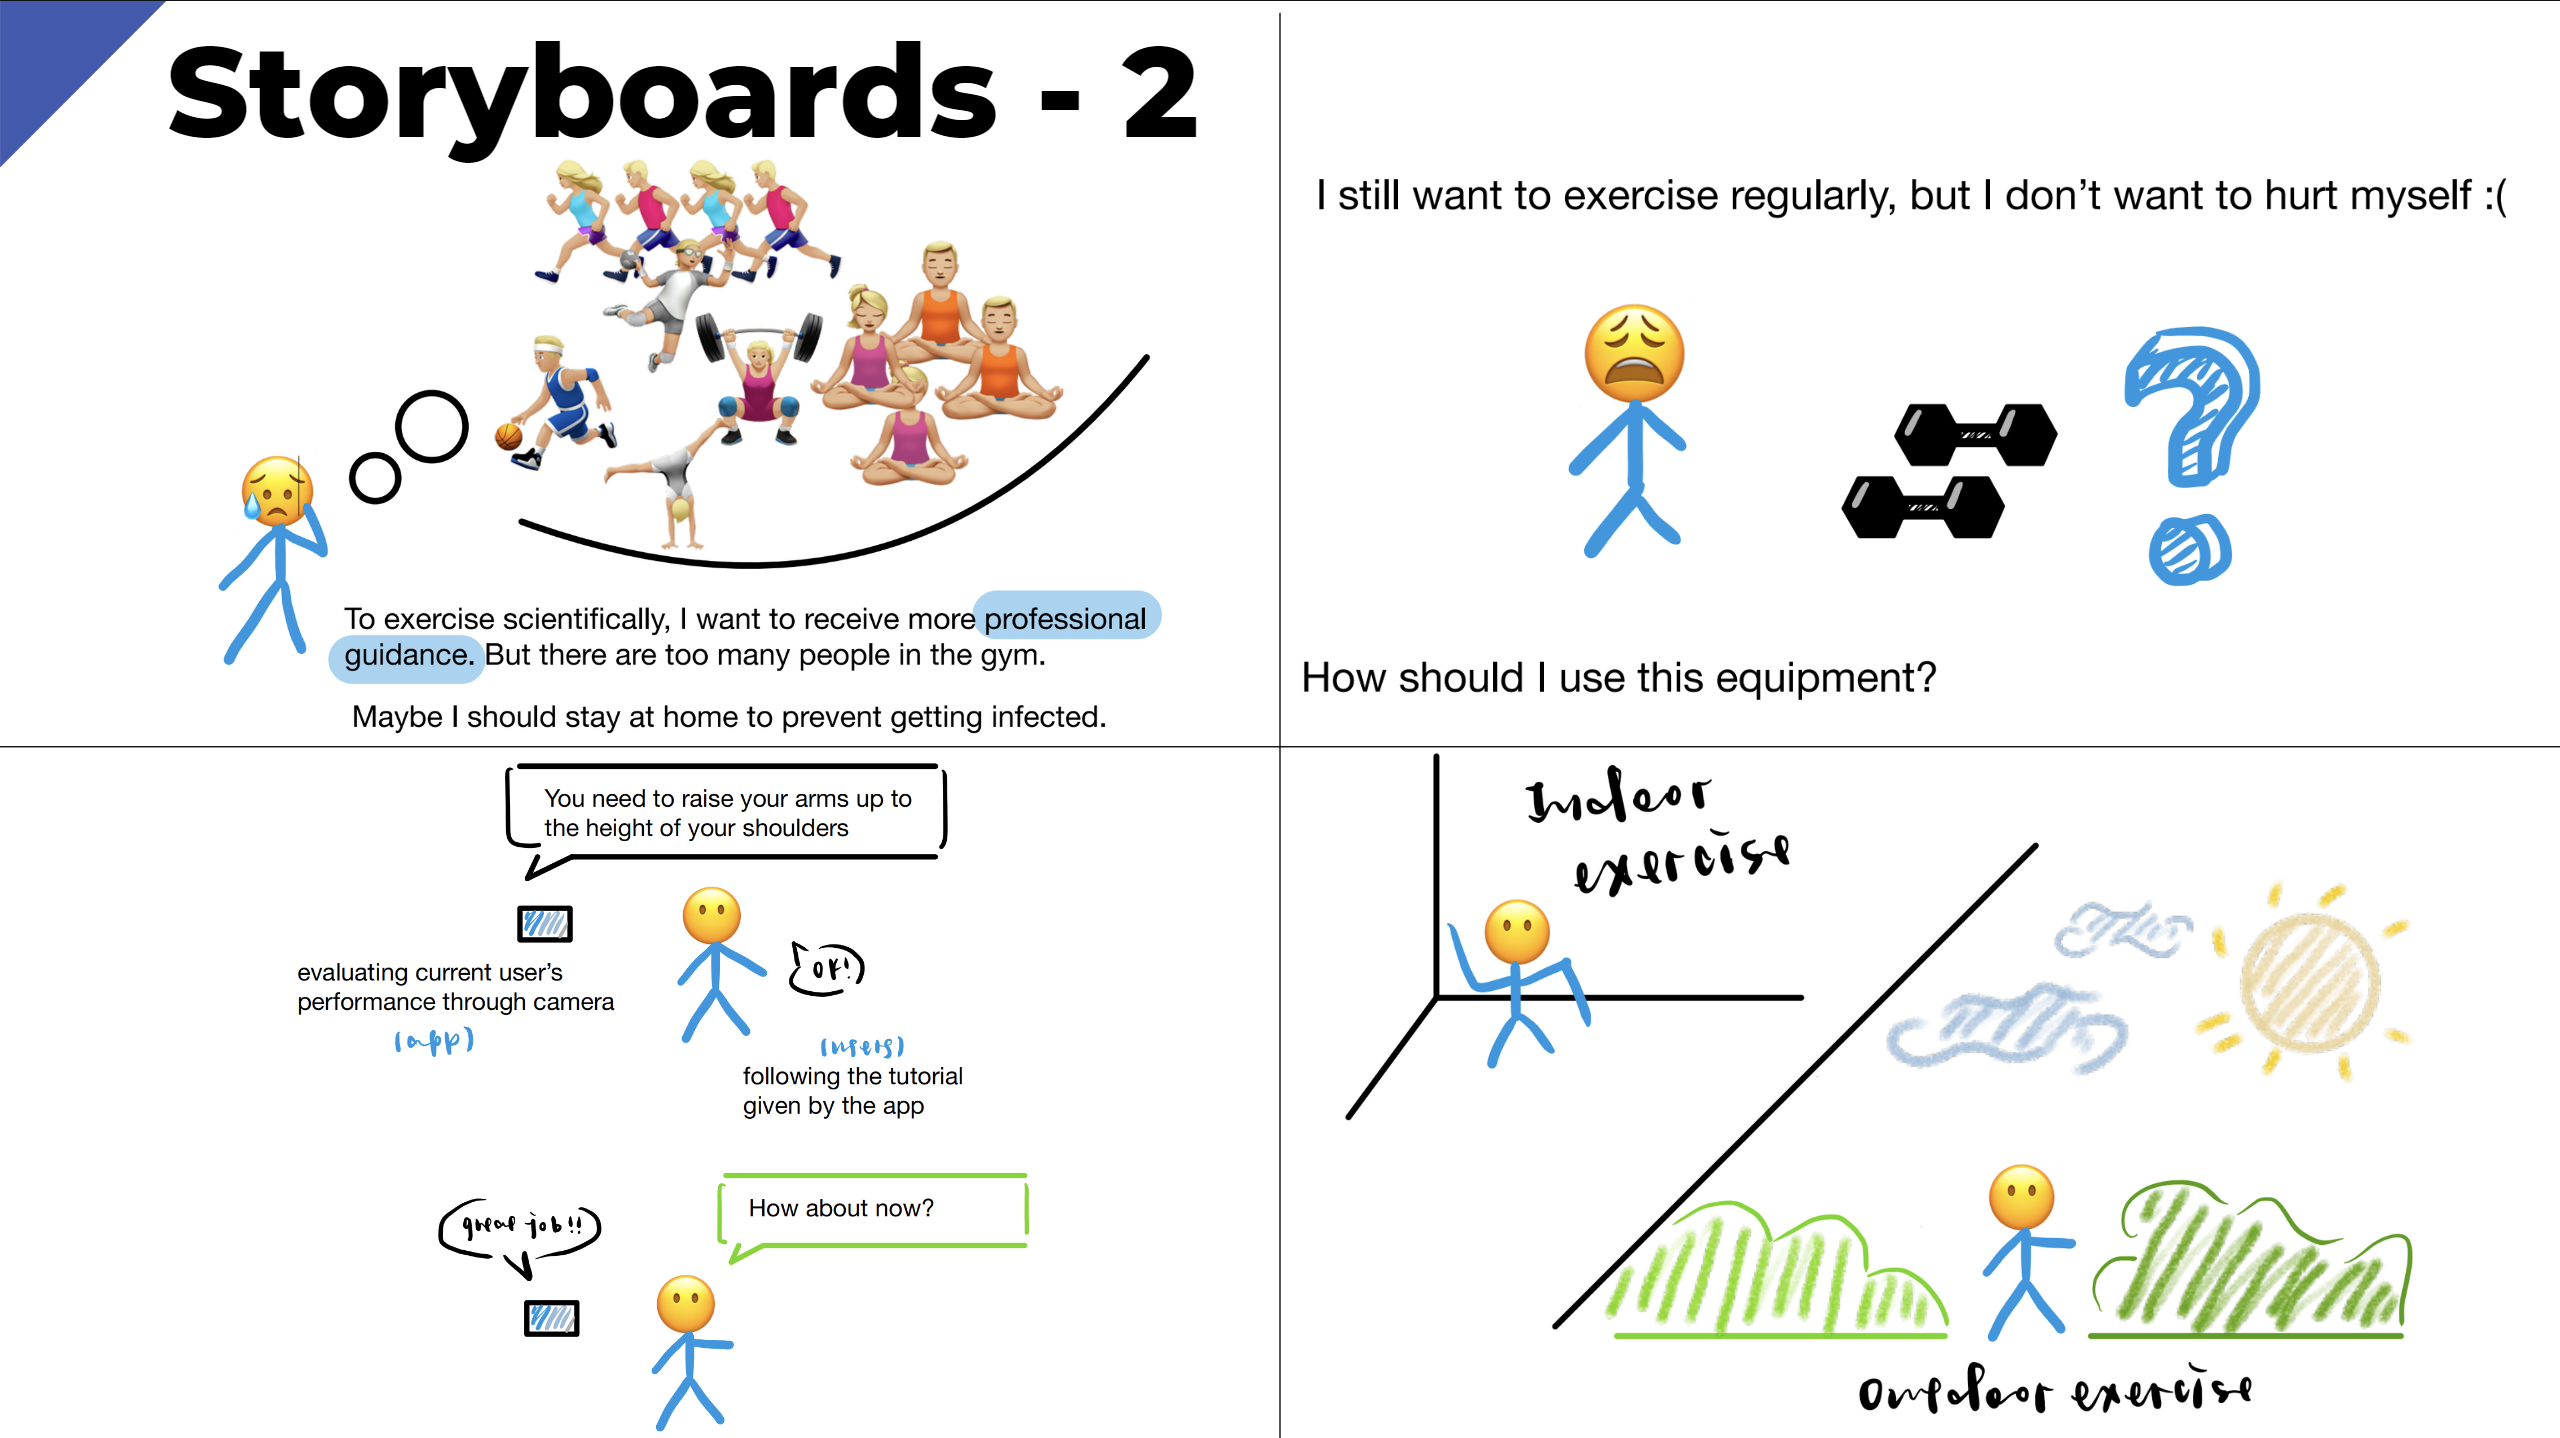 Storyboards - 2
To exercise scientifically, I want to receive more professional
guidance. But there are too many people in the gym.
Maybe I should stay at home to prevent getting infected.
I still want to exercise regularly, but I don’t want to hurt myself :(
How should I use this equipment?
You need to raise your arms up to
the height of your shoulders
OK!
evaluating current user’s
performance through camera
(app)
(users)
following the tutorial
given by the app
great job!!
How about now?
Indoor
exercise
Outdoor exercise